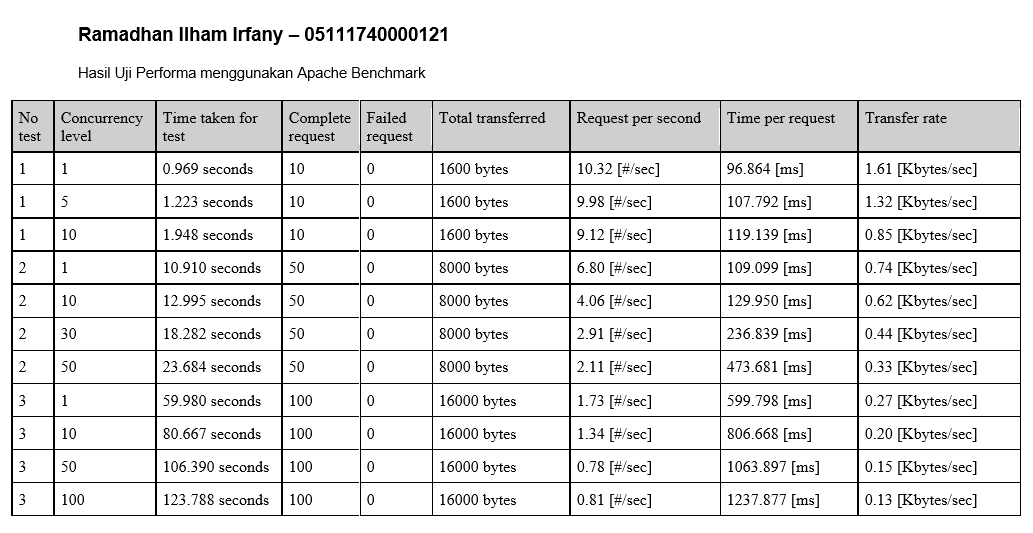 Ramadhan Ilham Irfany – 05111740000121
Hasil Uji Performa menggunakan Apache Benchmark
No test Concurrency level Time taken for test Complete request Failed request Total transferred Request per second Time per request Transfer rate
1 1 0.969 seconds 10 0 1600 bytes 10.32 [#/sec] 96.864 [ms] 1.61 [Kbytes/sec]
1 5 1.223 seconds 10 0 1600 bytes 9.98 [#/sec] 107.792 [ms] 1.32 [Kbytes/sec]
1 10 1.948 seconds 10 0 1600 bytes 9.12 [#/sec] 119.139 [ms] 0.85 [Kbytes/sec]
2 1 10.910 seconds 50 0 8000 bytes 6.80 [#/sec] 109.099 [ms] 0.74 [Kbytes/sec]
2 10 12.995 seconds 50 0 8000 bytes 4.06 [#/sec] 129.950 [ms] 0.62 [Kbytes/sec]
2 30 18.282 seconds 50 0 8000 bytes 2.91 [#/sec] 236.839 [ms] 0.44 [Kbytes/sec]
2 50 23.684 seconds 50 0 8000 bytes 2.11 [#/sec] 473.681 [ms] 0.33 [Kbytes/sec]
3 1 59.980 seconds 100 0 16000 bytes 1.73 [#/sec] 599.798 [ms] 0.27 [Kbytes/sec]
3 10 80.667 seconds 100 0 16000 bytes 1.34 [#/sec] 806.668 [ms] 0.20 [Kbytes/sec]
3 50 106.390 seconds 100 0 16000 bytes 0.78 [#/sec] 1063.897 [ms] 0.15 [Kbytes/sec]
3 100 123.788 seconds 100 0 16000 bytes 0.81 [#/sec] 1237.877 [ms] 0.13 [Kbytes/sec]